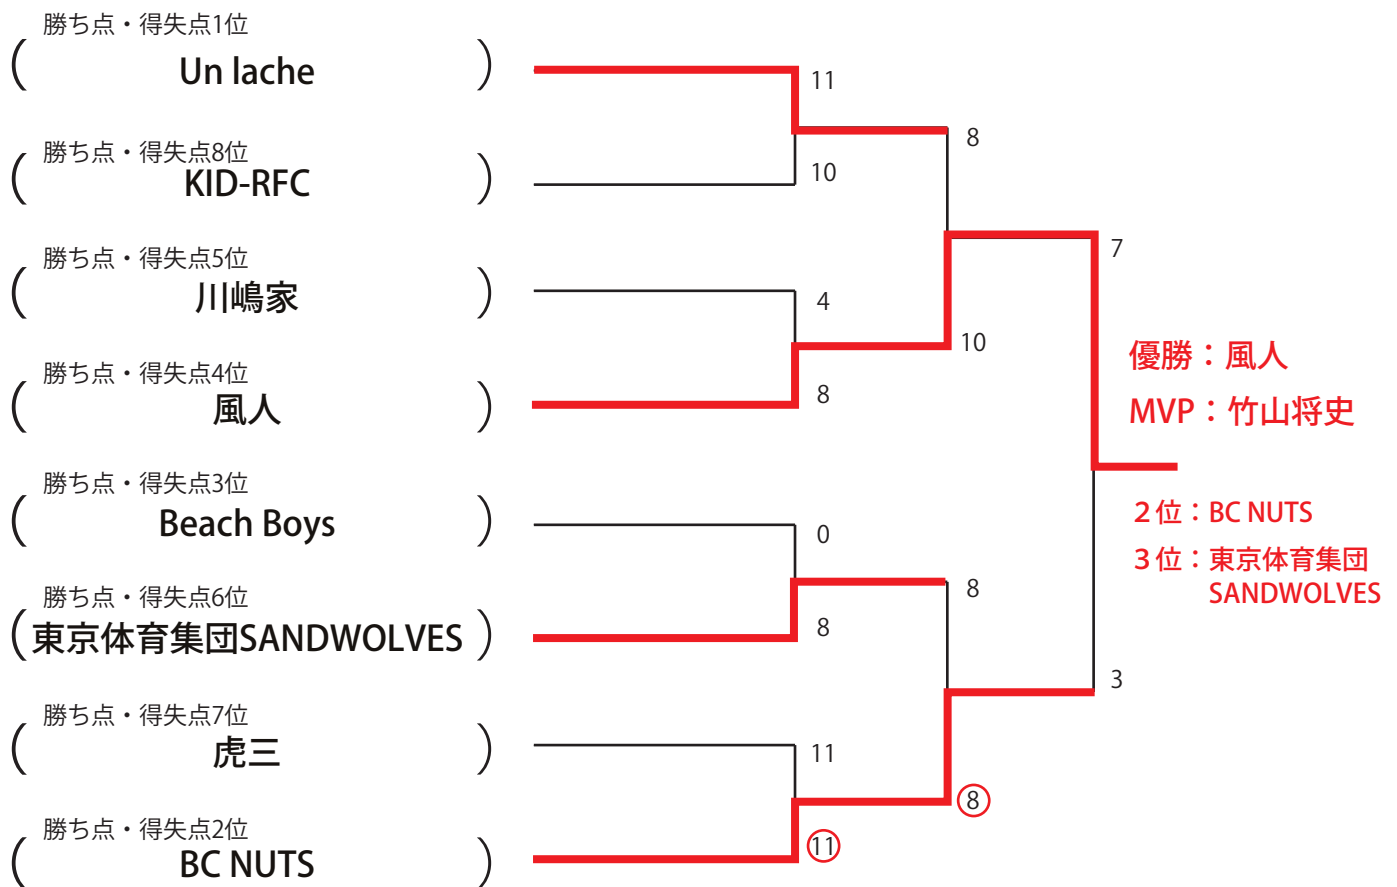 勝ち点・得失点1位
( Un lache )
勝ち点・得失点8位
( KID-RFC )
勝ち点・得失点5位
( 川嶋家 )
勝ち点・得失点4位
( 風人 )
勝ち点・得失点3位
( Beach Boys )
勝ち点・得失点6位
( 東京体育集団SANDWOLVES )
勝ち点・得失点7位
( 虎三 )
勝ち点・得失点2位
( BC NUTS )
11
10
4
8
0
8
11
11
8
10
8
8
7
3
優勝：風人
MVP：竹山将史
２位：BC NUTS
３位：東京体育集団
SANDWOLVES